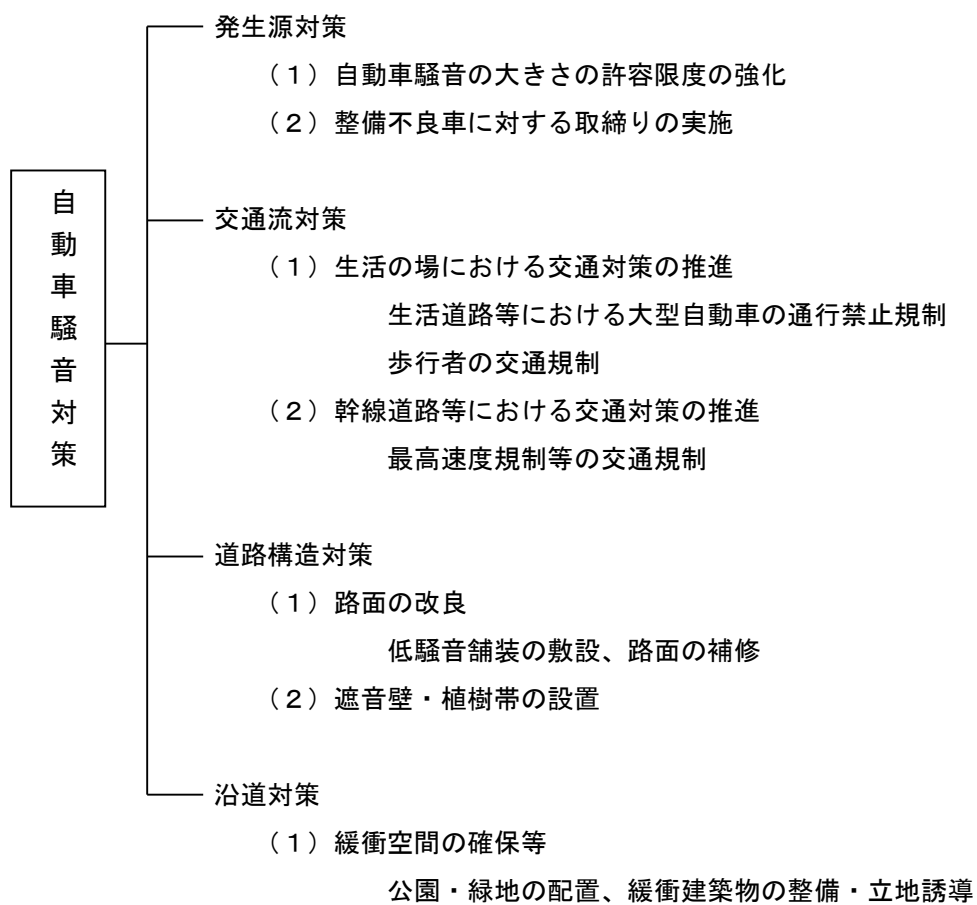 自動車騒音対策
発生源対策
（１）自動車騒音の大きさの許容限度の強化
（２）整備不良車に対する取締りの実施
交通流対策
（１）生活の場における交通対策の推進
生活道路等における大型自動車の通行禁止規制
歩行者の交通規制
（２）幹線道路等における交通対策の推進
最高速度規制等の交通規制
道路構造対策
（１）路面の改良
低騒音舗装の敷設、路面の補修
（２）遮音壁・植樹帯の設置
沿道対策
（１）緩衝空間の確保等
公園・緑地の配置、緩衝建築物の整備・立地誘導